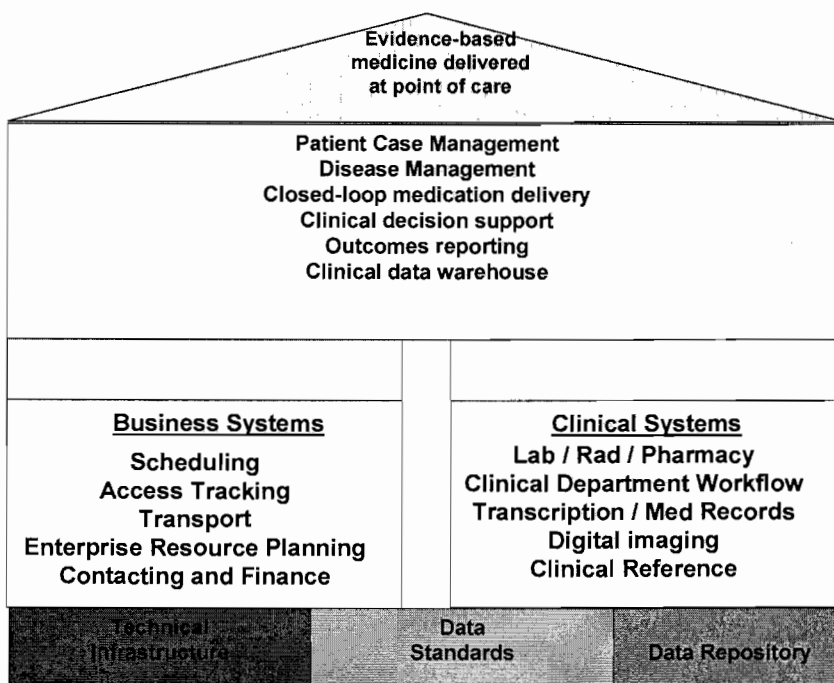 Evidence-based
medicine delivered
at point of care
Patient Case Management
Disease Management
Closed-loop medication delivery
Clinical decision support
Outcomes reporting
Clinical data warehouse
Business Systems
Scheduling
Access Tracking
Transport
Enterprise Resource Planning
Contacting and Finance
Clinical Systems
Lab / Rad / Pharmacy
Clinical Department Workflow
Transcription / Med Records
Digital imaging
Clinical Reference
Technical
Infrastructure
Data
Standards
Data Repository